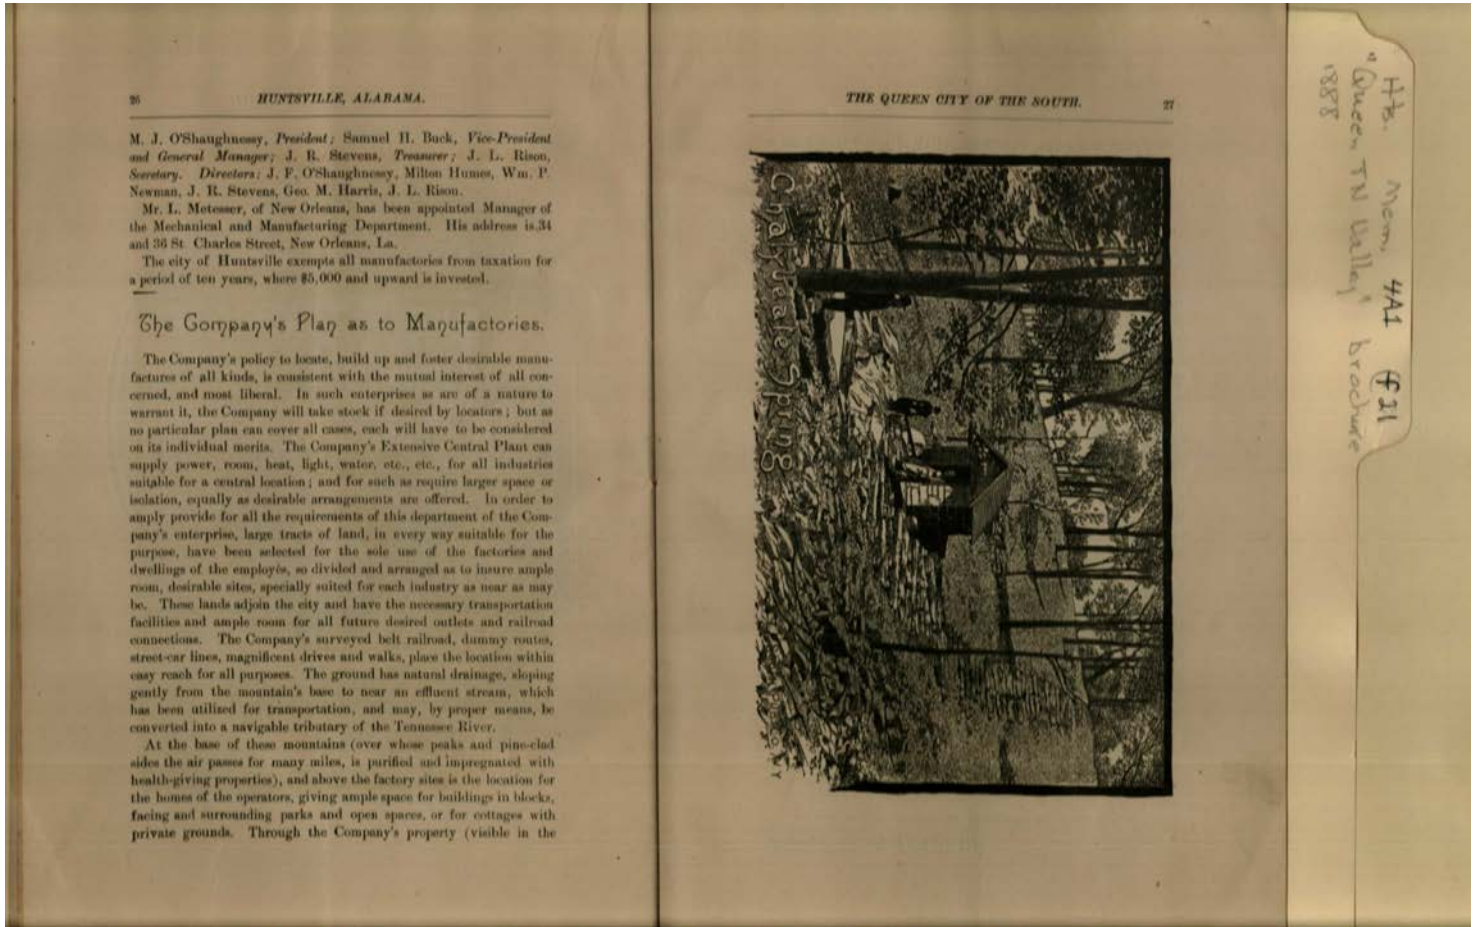 26 HUNTSVILLE, ALABAMA.
M. J. O'Shaughnessy, President; Samuel H. Buck, Vice-President
and General Manager; J. R. Stevens, Treasurer; J. L. Rison,
Secretary. Directors: J. F. O'Shaughnessy, Milton Humes, Wm. P.
Newman, J. R. Stevens, Geo. M. Harris, J. L. Rison.
Mr. L. Metesser, of New Orleans, has been appointed Manager of
the Mechanical and Manufacturing Department. His address is 34
and 36 St. Charles Street, New Orleans, La.
The city of Huntsville exempts all manufactories from taxation for
a period of ten years, where $5,000 and upward is invested.
The Company's Plan as to Manufactories.
The Company's policy to locate, build up and foster desirable manu-
factures of all kinds, is consistent with the mutual interest of all con-
cerned, and most liberal. In such enterprises as are of a nature to
warrant it, the Company will take stock if desired by locators; but as
no particular plan can cover all cases, each will have to be considered
on its individual merits. The Company's Extensive Central Plant can
supply power, room, heat, light, water, etc., etc., for all industries
suitable for a central location; and for such as require larger space or
isolation, equally as desirable arrangements are offered. In order to
amply provide for all the requirements of this department of the Com-
pany's enterprise, large tracts of land, in every way suitable for the
purpose, have been selected for the sole use of the factories and
dwellings of the employés, so divided and arranged as to insure ample
room, desirable sites, specially suited for each industry as near as may
be. These lands adjoin the city and have the necessary transportation
facilities and ample room for all future desired outlets and railroad
connections. The Company's surveyed belt railroad, dummy routes,
street-car lines, magnificent drives and walks, place the location within
easy reach for all purposes. The ground has natural drainage, sloping
gently from the mountain's base to near an effluent stream, which
has been utilized for transportation, and may, by proper means, be
converted into a navigable tributary of the Tennessee River.
At the base of these mountains (over whose peaks and pine-clad
sides the air passes for many miles, is purified and impregnated with
health-giving properties), and above the factory sites is the location for
the homes of the operators, giving ample space for buildings in blocks,
facing and surrounding parks and open spaces, or for cottages with
private grounds. Through the Company's property (visible in the
THE QUEEN CITY OF THE SOUTH. 27
Chalybeate Spring
Hb. Mem. 4A1 f21
"Queen TN Valley" brochure
1888